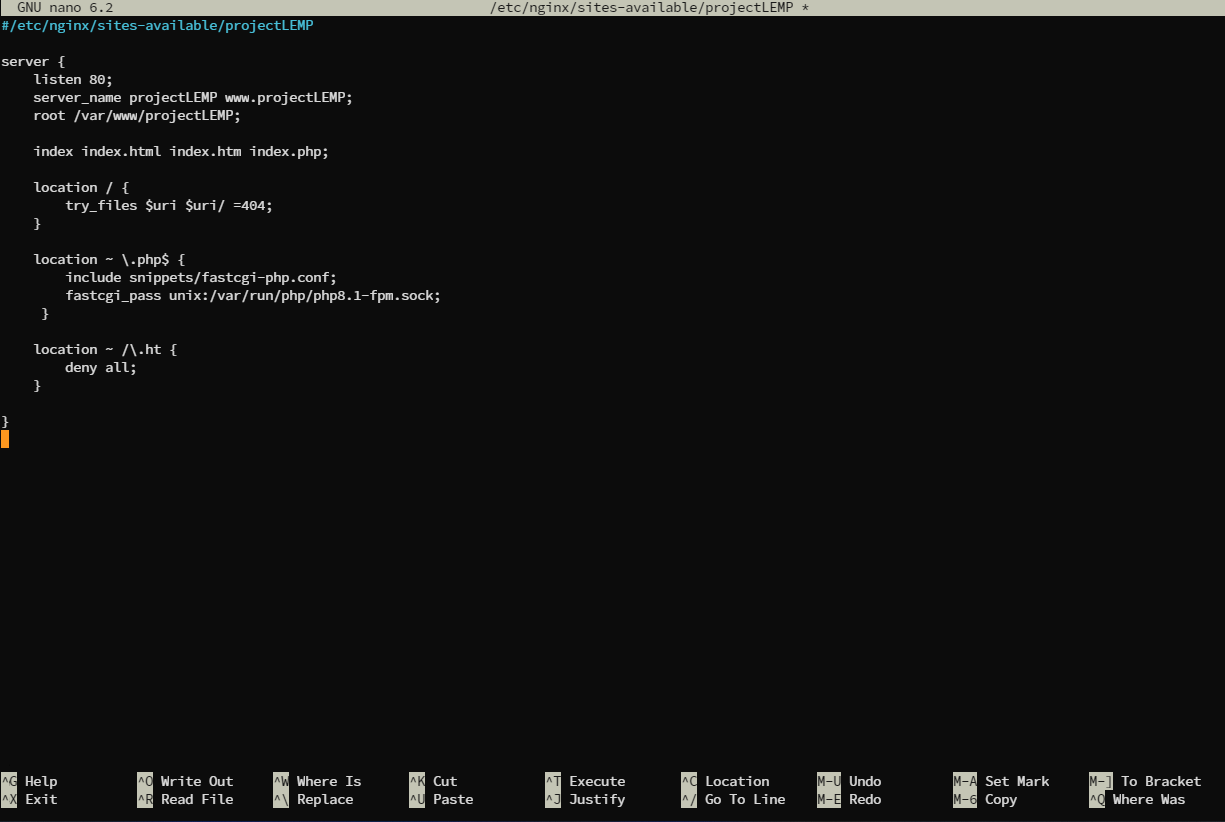 GNU nano 6.2 /etc/nginx/sites-available/projectLEMP *
#/etc/nginx/sites-available/projectLEMP
server {
    listen 80;
    server_name projectLEMP www.projectLEMP;
    root /var/www/projectLEMP;
    index index.html index.htm index.php;
    location / {
        try_files $uri $uri/ =404;
    }
    location ~ \.php$ {
        include snippets/fastcgi-php.conf;
        fastcgi_pass unix:/var/run/php/php8.1-fpm.sock;
     }
    location ~ /\.ht {
        deny all;
    }
}
^G Help ^O Write Out ^W Where Is ^K Cut ^T Execute ^C Location M-U Undo M-A Set Mark M-] To Bracket
^X Exit ^R Read File ^\ Replace ^U Paste ^J Justify ^/ Go To Line M-E Redo M-6 Copy ^Q Where Was